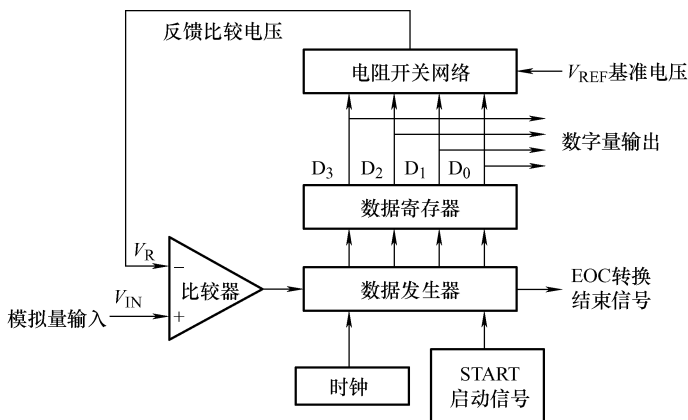 反馈比较电压
电阻开关网络
V_REF基准电压
数字量输出
D₃ D₂ D₁ D₀
数据寄存器
V_R
−
比较器
V_IN
+
模拟量输入
数据发生器
EOC转换
结束信号
时钟
START
启动信号